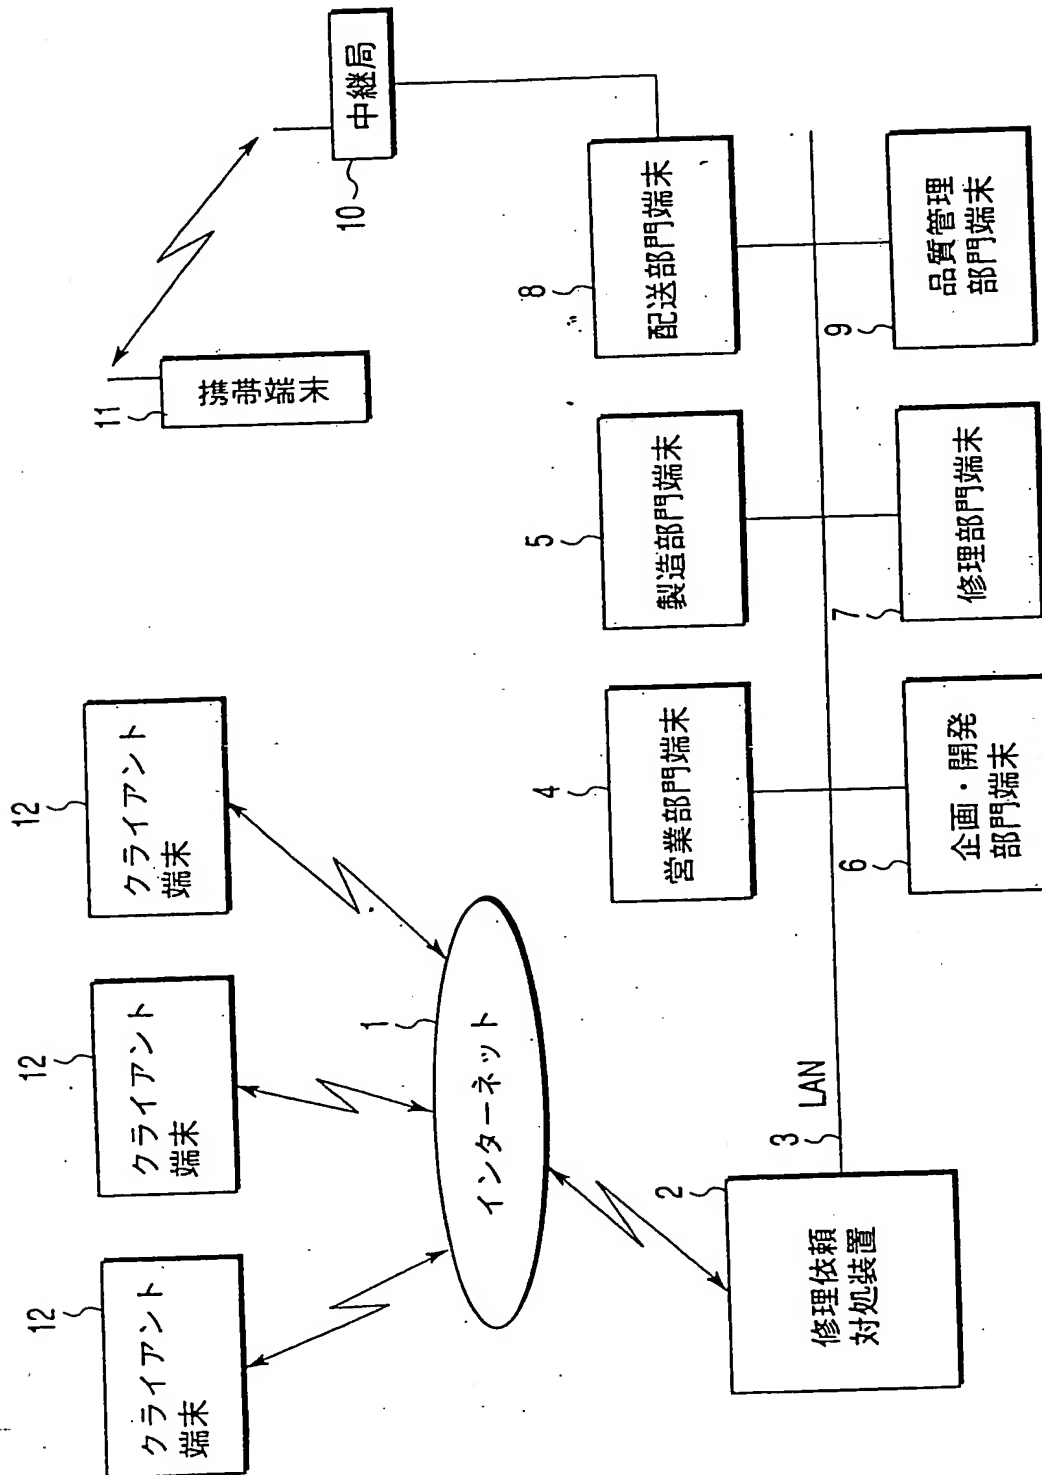 12
クライアント
端末
12
クライアント
端末
12
クライアント
端末
11
携帯端末
10
中継局
1
インターネット
2
修理依頼
対処装置
3
LAN
4
営業部門端末
5
製造部門端末
8
配送部門端末
6
企画・開発
部門端末
7
修理部門端末
9
品質管理
部門端末